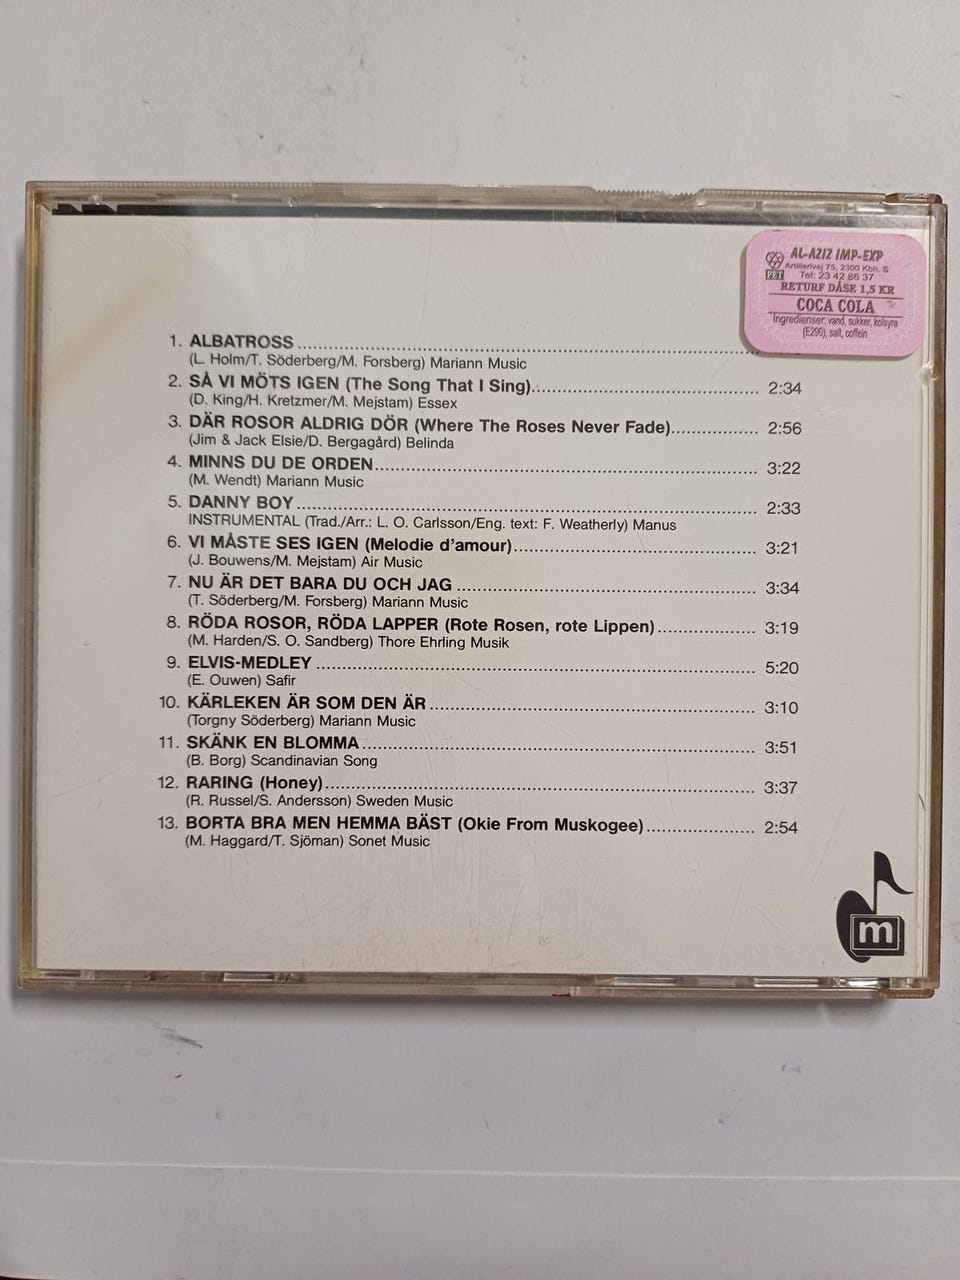 AL-AZIZ IMP-EXP
Artillerivej 75, 2300 Kbh. S
Tel: 23 42 86 37
PET
RETURF DÅSE 1,5 KR
COCA COLA
Ingredienser: vand, sukker, kolsyre
(E290), salt, coffein
1. ALBATROSS
(L. Holm/T. Söderberg/M. Forsberg) Mariann Music
2. SÅ VI MÖTS IGEN (The Song That I Sing) 2:34
(D. King/H. Kretzmer/M. Mejstam) Essex
3. DÄR ROSOR ALDRIG DÖR (Where The Roses Never Fade) 2:56
(Jim & Jack Elsie/D. Bergagård) Belinda
4. MINNS DU DE ORDEN 3:22
(M. Wendt) Mariann Music
5. DANNY BOY 2:33
INSTRUMENTAL (Trad./Arr.: L. O. Carlsson/Eng. text: F. Weatherly) Manus
6. VI MÅSTE SES IGEN (Melodie d'amour) 3:21
(J. Bouwens/M. Mejstam) Air Music
7. NU ÄR DET BARA DU OCH JAG 3:34
(T. Söderberg/M. Forsberg) Mariann Music
8. RÖDA ROSOR, RÖDA LAPPER (Rote Rosen, rote Lippen) 3:19
(M. Harden/S. O. Sandberg) Thore Ehrling Musik
9. ELVIS-MEDLEY 5:20
(E. Ouwen) Safir
10. KÄRLEKEN ÄR SOM DEN ÄR 3:10
(Torgny Söderberg) Mariann Music
11. SKÄNK EN BLOMMA 3:51
(B. Borg) Scandinavian Song
12. RARING (Honey) 3:37
(R. Russel/S. Andersson) Sweden Music
13. BORTA BRA MEN HEMMA BÄST (Okie From Muskogee) 2:54
(M. Haggard/T. Sjöman) Sonet Music
m